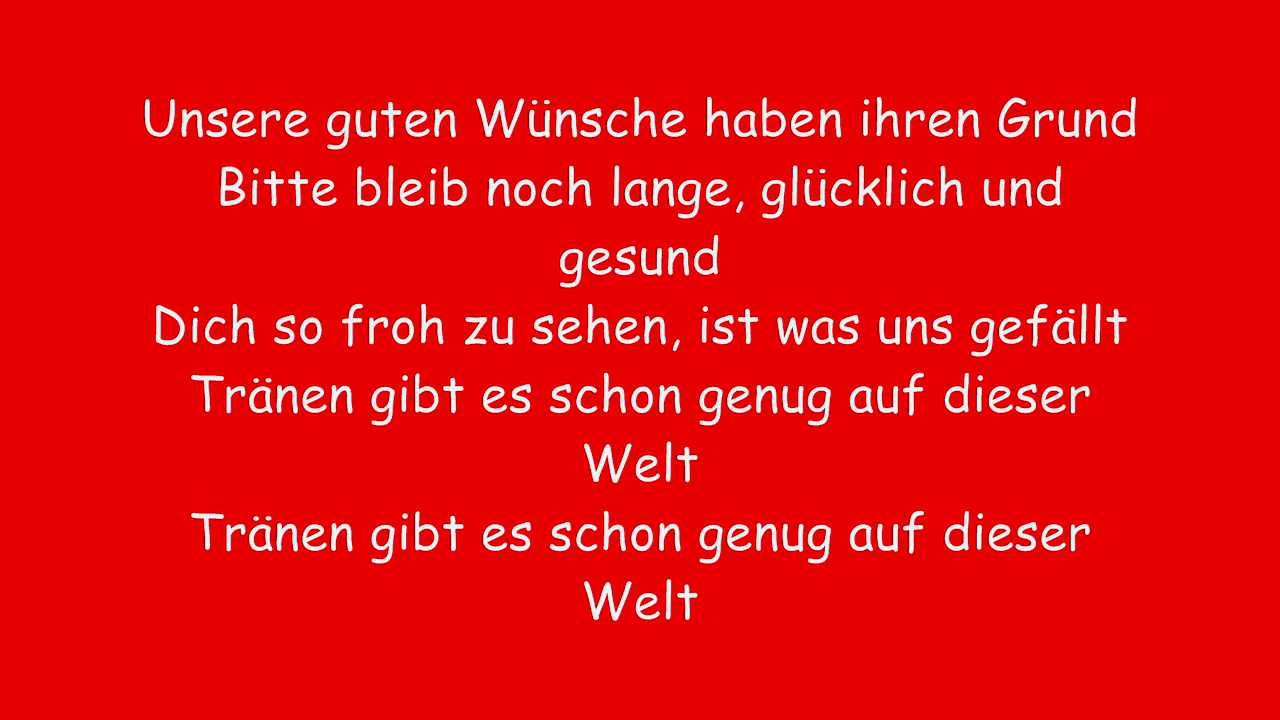 Unsere guten Wünsche haben ihren Grund
Bitte bleib noch lange, glücklich und
gesund
Dich so froh zu sehen, ist was uns gefällt
Tränen gibt es schon genug auf dieser
Welt
Tränen gibt es schon genug auf dieser
Welt